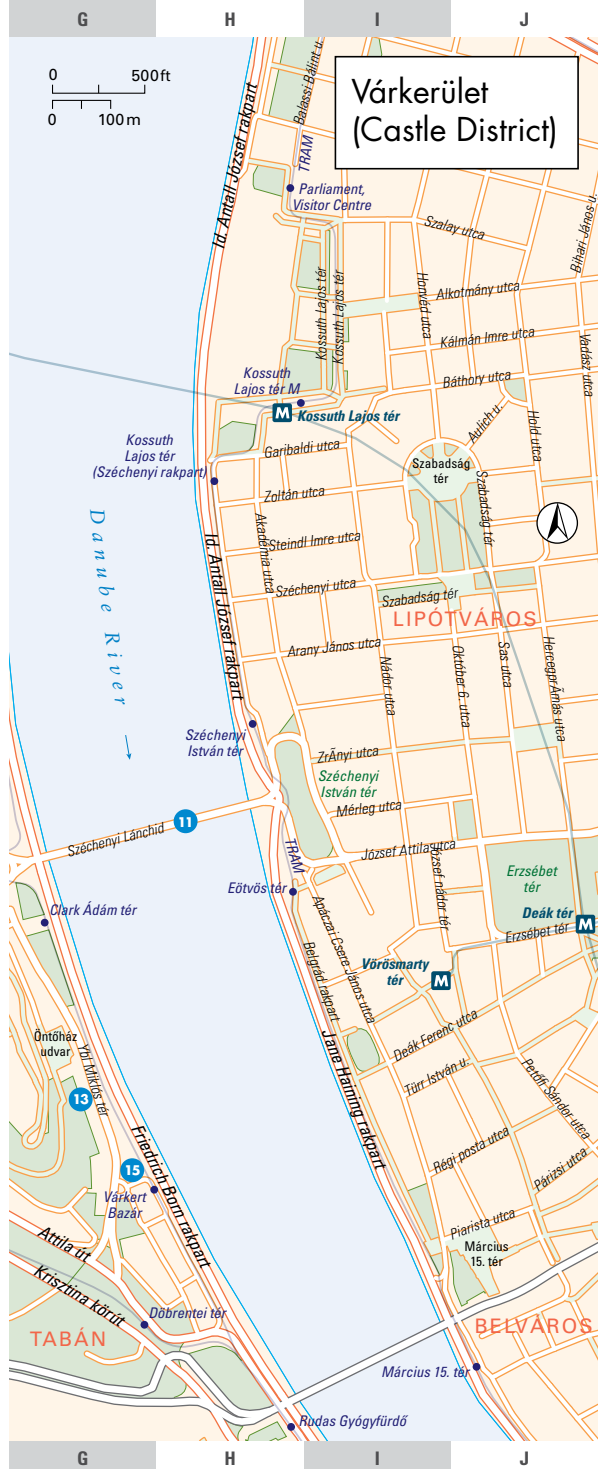 G H I J
0 500 ft
0 100 m
Várkerület
(Castle District)
Balassi Bálint u.
TRAM
Id. Antall József rakpart
Parliament,
Visitor Centre
Szalay utca
Bihari János u.
Kossuth Lajos tér
Kossuth Lajos tér
Honvéd utca
Alkotmány utca
Kálmán Imre utca
Vadász utca
Báthory utca
Kossuth
Lajos tér M
M Kossuth Lajos tér
Aulich u.
Hold utca
Kossuth
Lajos tér
(Széchenyi rakpart)
Garibaldi utca
Szabadság
tér
Zoltán utca
Szabadság tér
Danube River
Id. Antall József rakpart
Akadémia utca
Steindl Imre utca
Széchenyi utca
Szabadság tér
LIPÓTVÁROS
Arany János utca
Nádor utca
Október 6. utca
Sas utca
HercegprÃmás utca
Széchenyi
István tér
ZrÃnyi utca
Széchenyi
István tér
Mérleg utca
11
Széchenyi Lánchíd
TRAM
József Attilasutca
József nádor tér
Erzsébet
tér
Eötvös tér
Clark Ádám tér
Apáczai Csere János utca
Deák tér
M
Erzsébet tér
Belgrád rakpart
Vörösmarty
tér
M
Öntőház
udvar
Ybl Miklós tér
Jane Haining rakpart
Deák Ferenc utca
Türr István u.
Petőfi Sándor utca
13
Friedrich Born rakpart
Régi posta utca
Párizsi utca
15
Várkert
Bazár
Piarista utca
Attila út
Március
15. tér
Krisztina körút
Döbrentei tér
TABÁN
BELVÁROS
Március 15. tér
Rudas Gyógyfürdő
G H I J